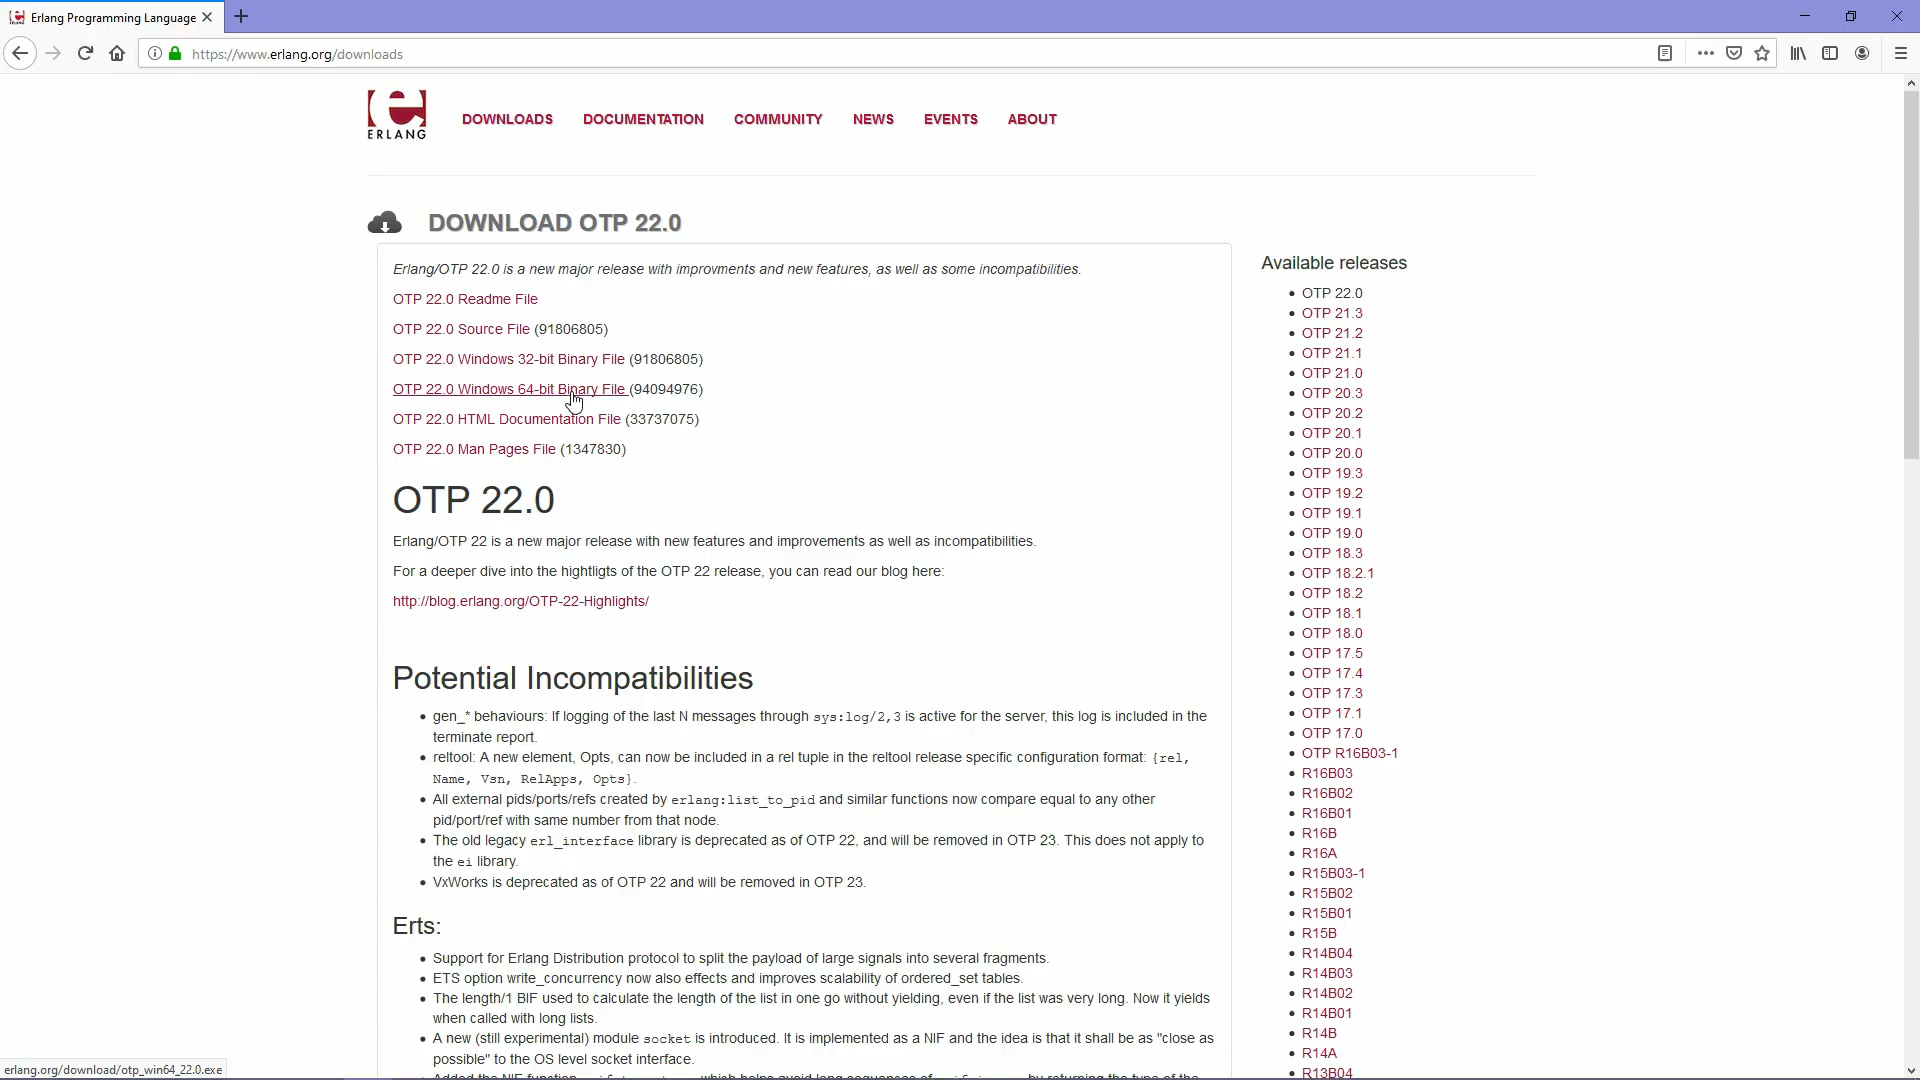 Erlang Programming Language
https://www.erlang.org/downloads
ERLANG
DOWNLOADS DOCUMENTATION COMMUNITY NEWS EVENTS ABOUT
DOWNLOAD OTP 22.0
Erlang/OTP 22.0 is a new major release with improvments and new features, as well as some incompatibilities.
OTP 22.0 Readme File
OTP 22.0 Source File (91806805)
OTP 22.0 Windows 32-bit Binary File (91806805)
OTP 22.0 Windows 64-bit Binary File (94094976)
OTP 22.0 HTML Documentation File (33737075)
OTP 22.0 Man Pages File (1347830)
OTP 22.0
Erlang/OTP 22 is a new major release with new features and improvements as well as incompatibilities.
For a deeper dive into the hightligts of the OTP 22 release, you can read our blog here:
http://blog.erlang.org/OTP-22-Highlights/
Potential Incompatibilities
gen_* behaviours: If logging of the last N messages through sys:log/2,3 is active for the server, this log is included in the
terminate report.
reltool: A new element, Opts, can now be included in a rel tuple in the reltool release specific configuration format: {rel,
Name, Vsn, RelApps, Opts}.
All external pids/ports/refs created by erlang:list_to_pid and similar functions now compare equal to any other
pid/port/ref with same number from that node.
The old legacy erl_interface library is deprecated as of OTP 22, and will be removed in OTP 23. This does not apply to
the ei library.
VxWorks is deprecated as of OTP 22 and will be removed in OTP 23.
Erts:
Support for Erlang Distribution protocol to split the payload of large signals into several fragments.
ETS option write_concurrency now also effects and improves scalability of ordered_set tables.
The length/1 BIF used to calculate the length of the list in one go without yielding, even if the list was very long. Now it yields
when called with long lists.
A new (still experimental) module socket is introduced. It is implemented as a NIF and the idea is that it shall be as "close as
possible" to the OS level socket interface.
Available releases
OTP 22.0
OTP 21.3
OTP 21.2
OTP 21.1
OTP 21.0
OTP 20.3
OTP 20.2
OTP 20.1
OTP 20.0
OTP 19.3
OTP 19.2
OTP 19.1
OTP 19.0
OTP 18.3
OTP 18.2.1
OTP 18.2
OTP 18.1
OTP 18.0
OTP 17.5
OTP 17.4
OTP 17.3
OTP 17.1
OTP 17.0
OTP R16B03-1
R16B03
R16B02
R16B01
R16B
R16A
R15B03-1
R15B02
R15B01
R15B
R14B04
R14B03
R14B02
R14B01
R14B
R14A
R13B04
erlang.org/download/otp_win64_22.0.exe